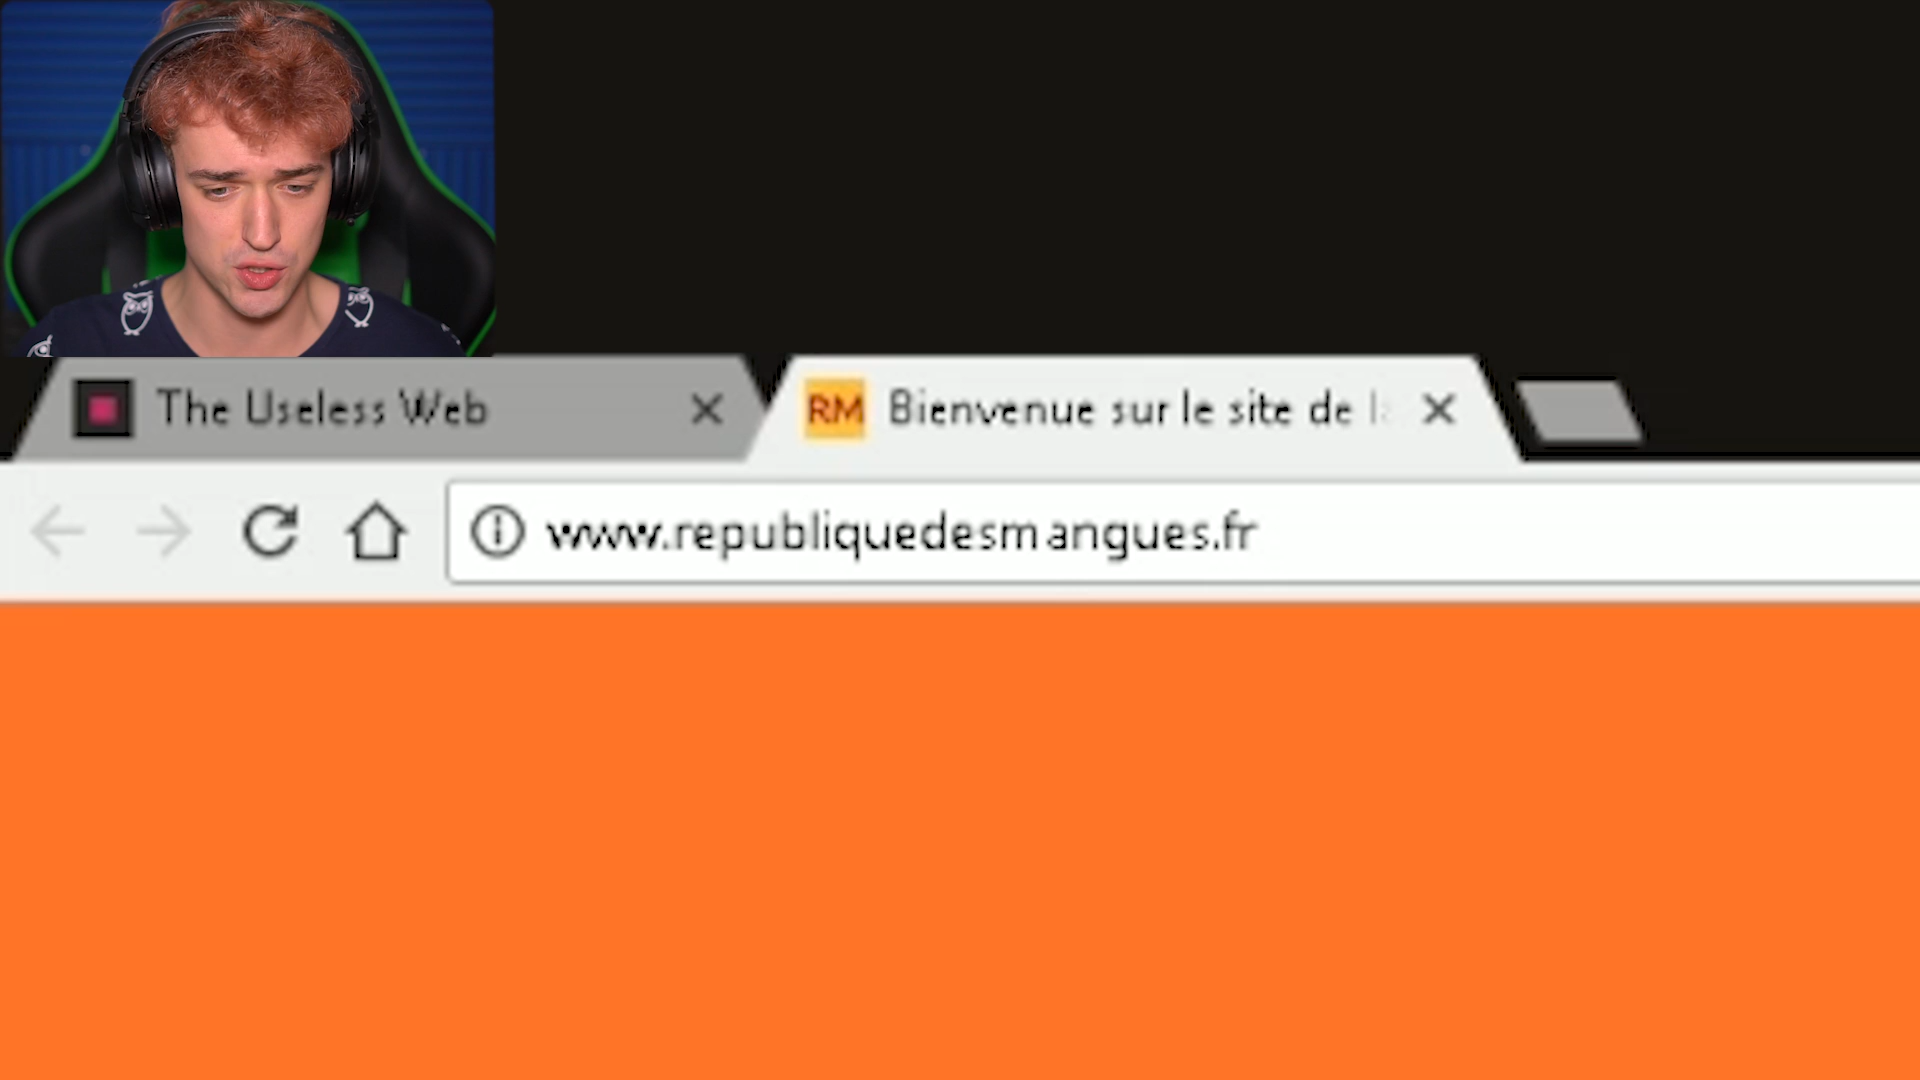 The Useless Web
RM Bienvenue sur le site de
www.republiquedesmangues.fr